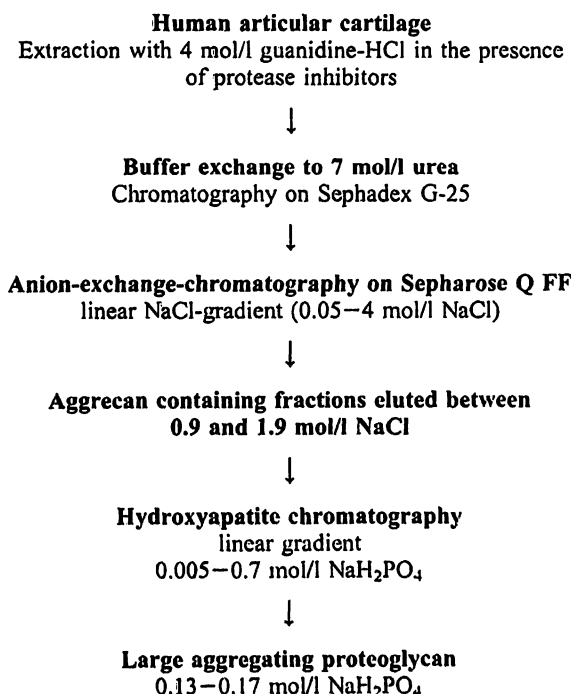 Human articular cartilage
Extraction with 4 mol/l guanidine-HCl in the presence
of protease inhibitors
↓
Buffer exchange to 7 mol/l urea
Chromatography on Sephadex G-25
↓
Anion-exchange-chromatography on Sepharose Q FF
linear NaCl-gradient (0.05−4 mol/l NaCl)
↓
Aggrecan containing fractions eluted between
0.9 and 1.9 mol/l NaCl
↓
Hydroxyapatite chromatography
linear gradient
0.005−0.7 mol/l NaH₂PO₄
↓
Large aggregating proteoglycan
0.13−0.17 mol/l NaH₂PO₄